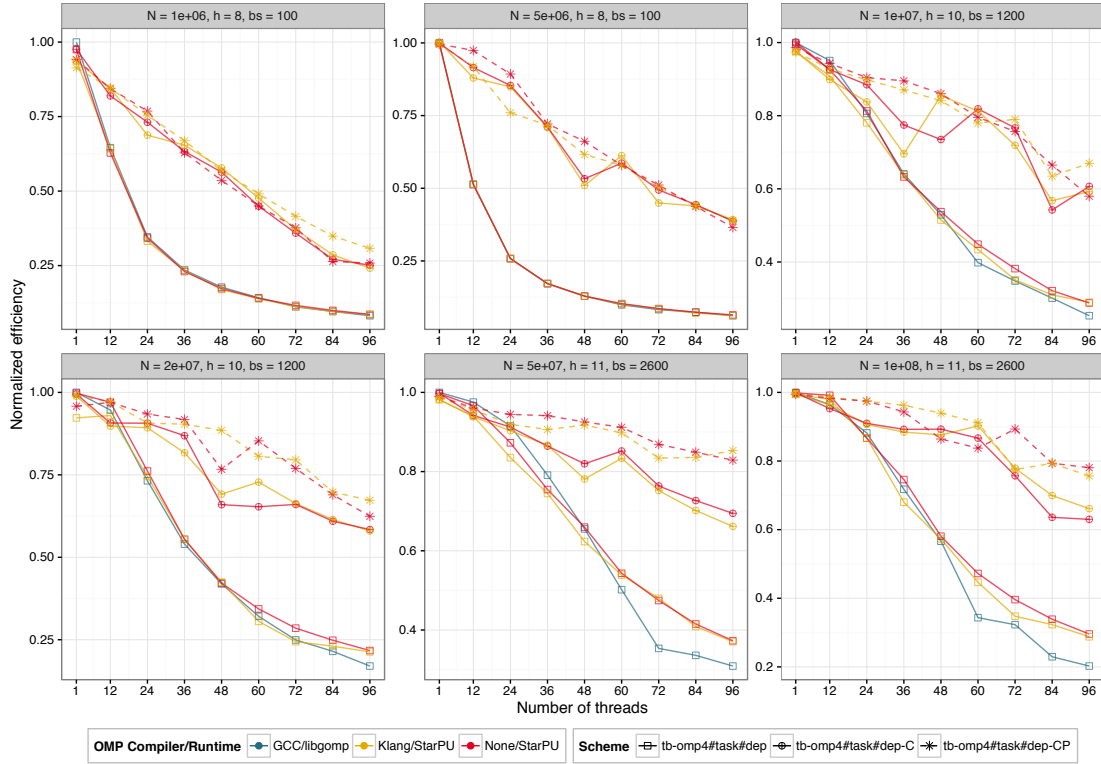 N = 1e+06, h = 8, bs = 100
N = 5e+06, h = 8, bs = 100
N = 1e+07, h = 10, bs = 1200
1.00
0.75
0.50
0.25
1 12 24 36 48 60 72 84 96
1.00
0.75
0.50
0.25
1 12 24 36 48 60 72 84 96
1.0
0.8
0.6
0.4
1 12 24 36 48 60 72 84 96
Normalized efficiency
N = 2e+07, h = 10, bs = 1200
N = 5e+07, h = 11, bs = 2600
N = 1e+08, h = 11, bs = 2600
1.00
0.75
0.50
0.25
1 12 24 36 48 60 72 84 96
1.0
0.8
0.6
0.4
1 12 24 36 48 60 72 84 96
1.0
0.8
0.6
0.4
0.2
1 12 24 36 48 60 72 84 96
Number of threads
OMP Compiler/Runtime GCC/libgomp Klang/StarPU None/StarPU
Scheme tb-omp4#task#dep tb-omp4#task#dep-C tb-omp4#task#dep-CP